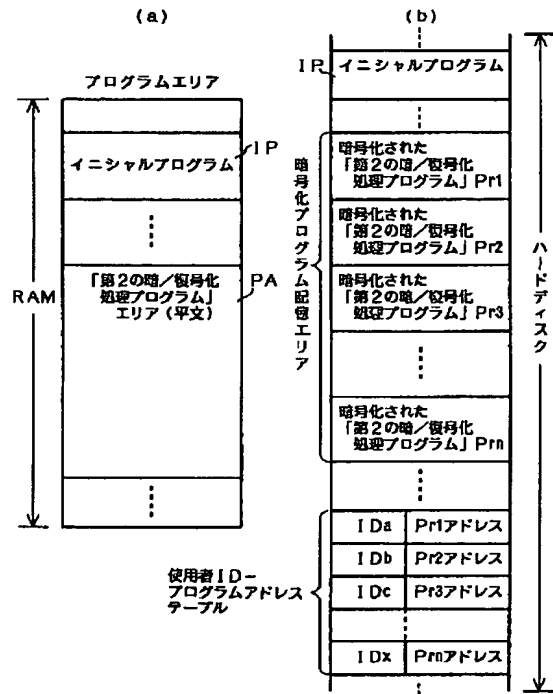 (a)
プログラムエリア
イニシャルプログラム
IP
RAM
「第2の暗/復号化
処理プログラム」
エリア(平文)
PA
(b)
IP
イニシャルプログラム
暗号化プログラム記憶エリア
暗号化された
「第2の暗/復号化
処理プログラム」Pr1
暗号化された
「第2の暗/復号化
処理プログラム」Pr2
暗号化された
「第2の暗/復号化
処理プログラム」Pr3
暗号化された
「第2の暗/復号化
処理プログラム」Prn
ハードディスク
使用者ID-
プログラムアドレス
テーブル
IDa Pr1アドレス
IDb Pr2アドレス
IDc Pr3アドレス
IDx Prnアドレス